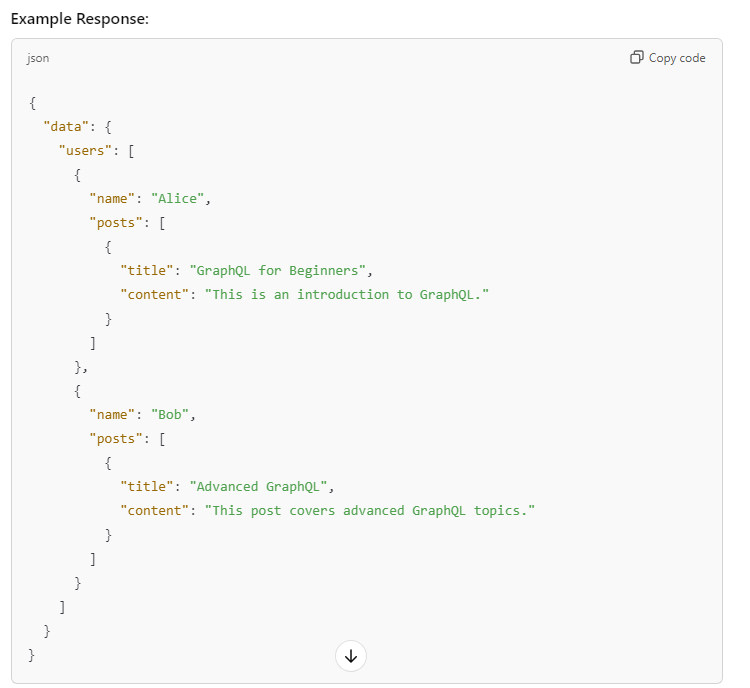 Example Response:
json
Copy code
{
  "data": {
    "users": [
      {
        "name": "Alice",
        "posts": [
          {
            "title": "GraphQL for Beginners",
            "content": "This is an introduction to GraphQL."
          }
        ]
      },
      {
        "name": "Bob",
        "posts": [
          {
            "title": "Advanced GraphQL",
            "content": "This post covers advanced GraphQL topics."
          }
        ]
      }
    ]
  }
}